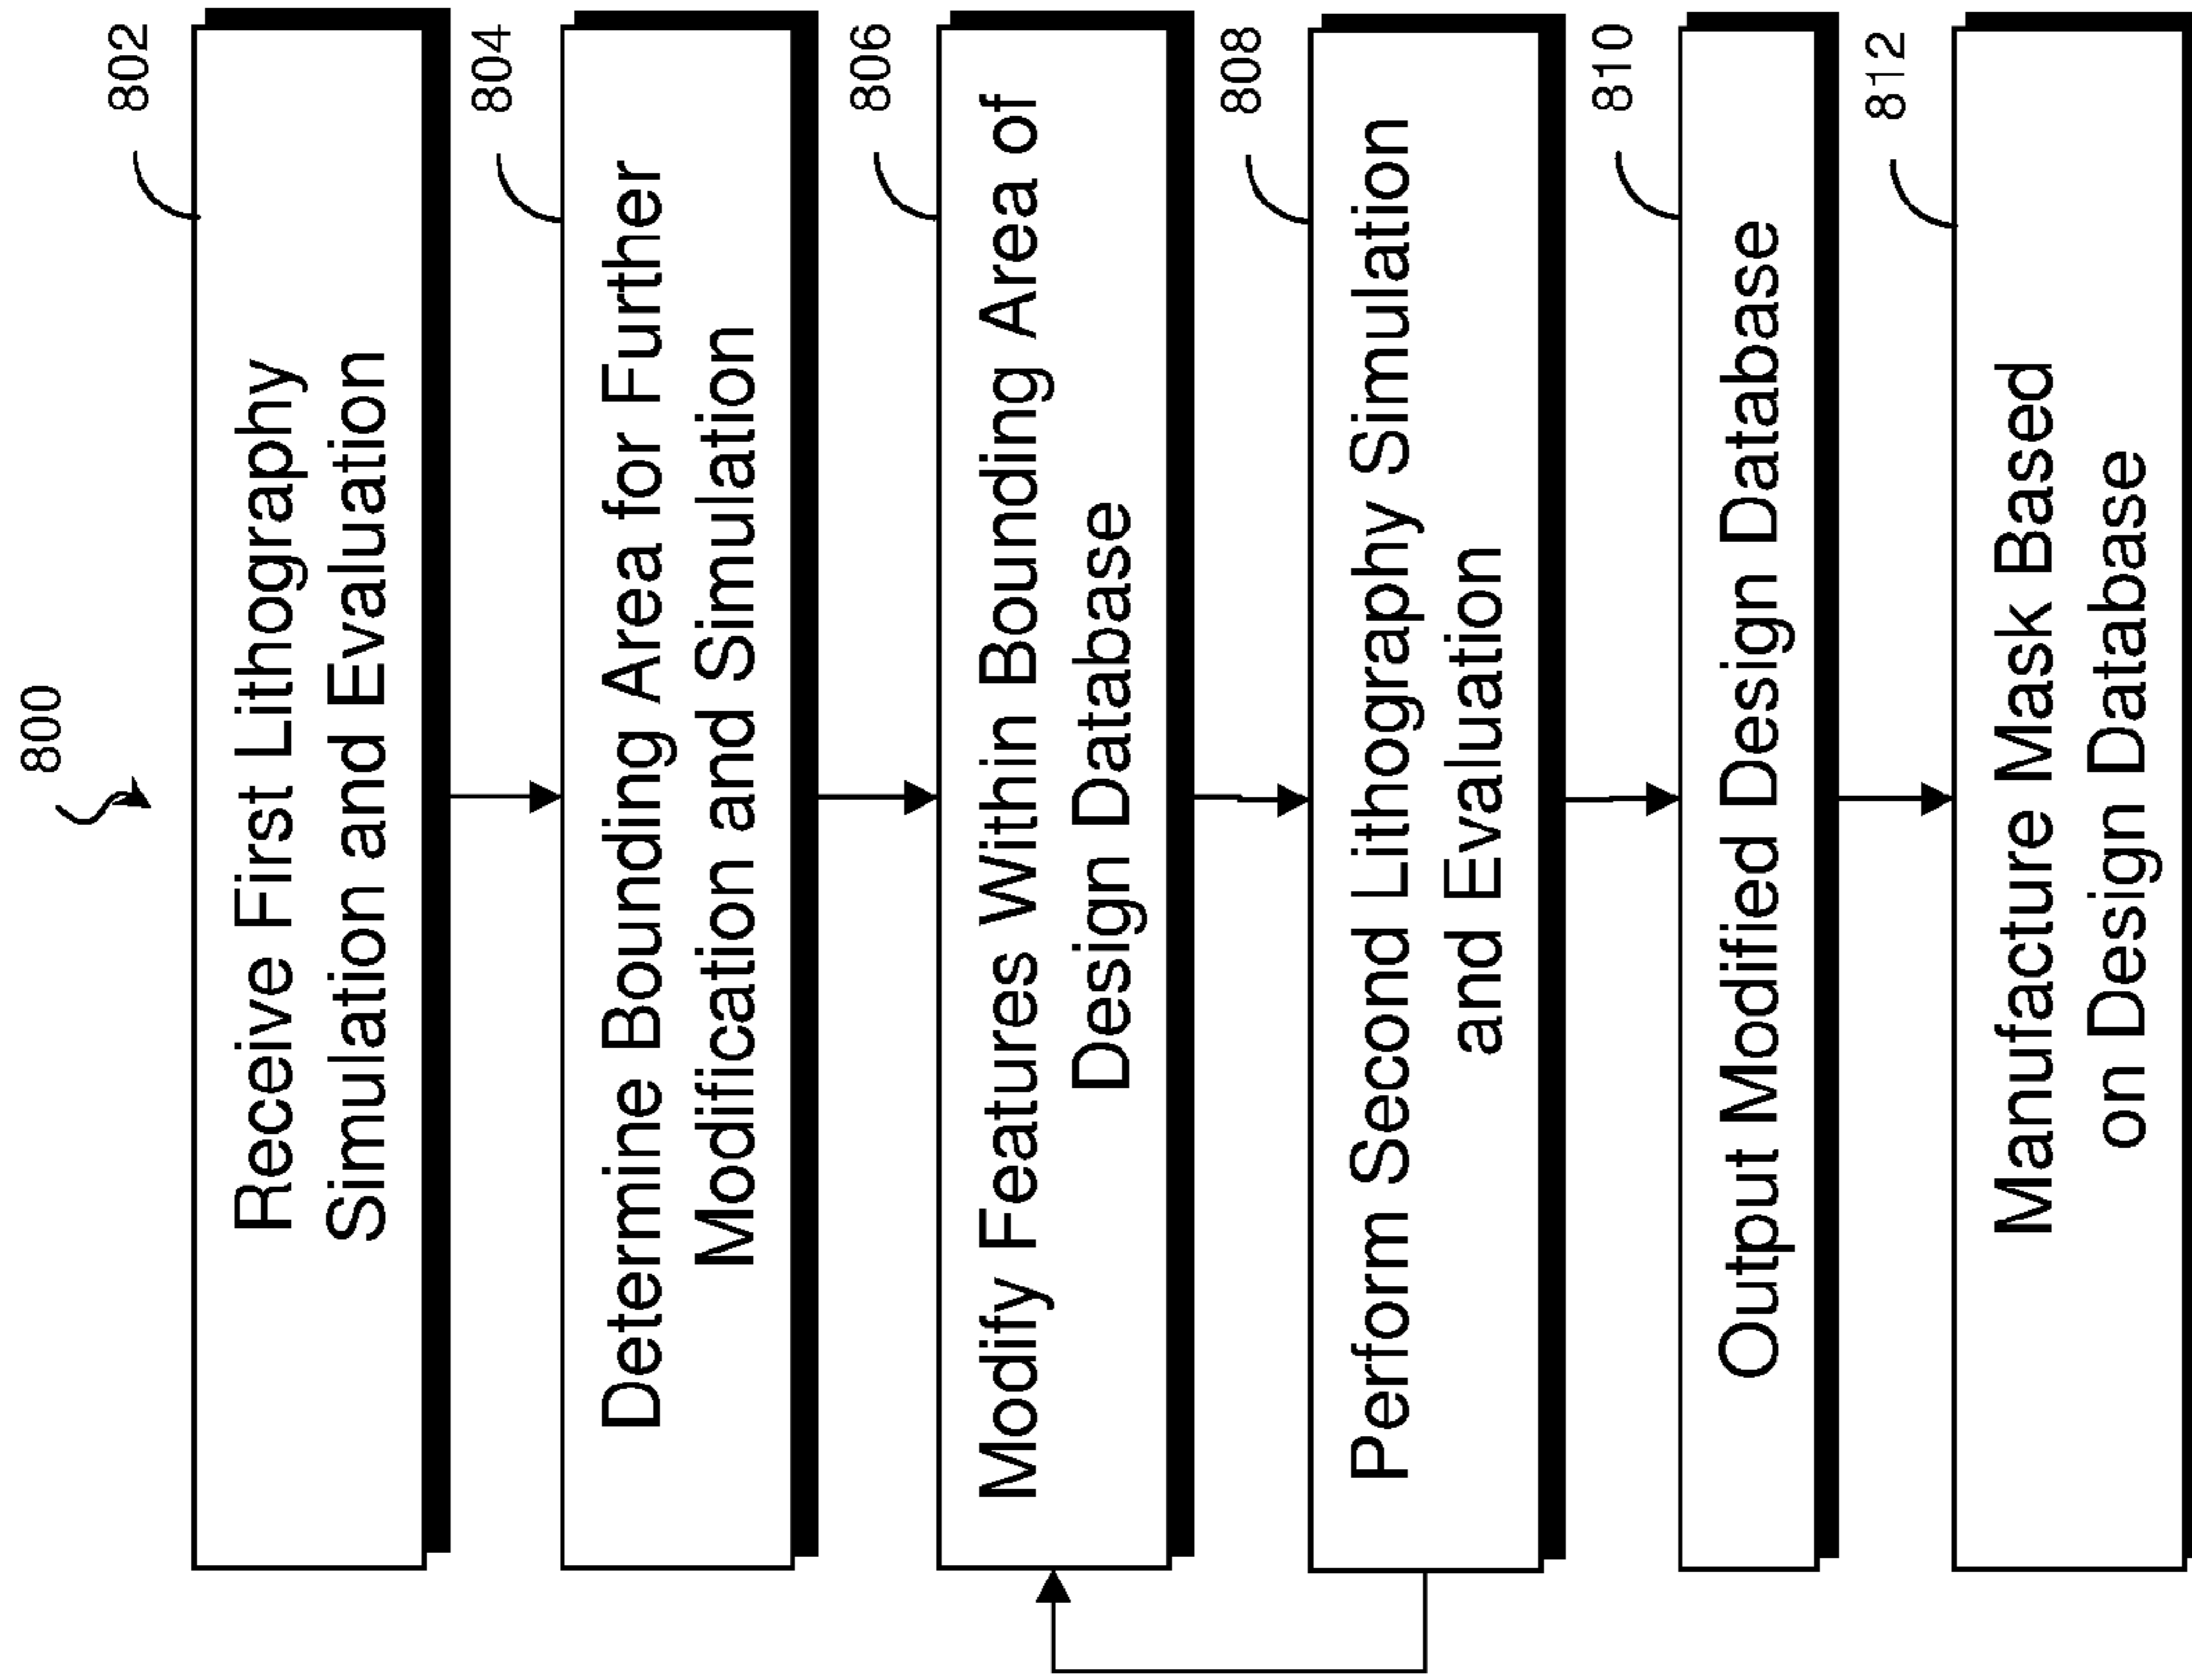 800
802
Receive First Lithography
Simulation and Evaluation
804
Determine Bounding Area for Further
Modification and Simulation
806
Modify Features Within Bounding Area of
Design Database
808
Perform Second Lithography Simulation
and Evaluation
810
Output Modified Design Database
812
Manufacture Mask Based
on Design Database